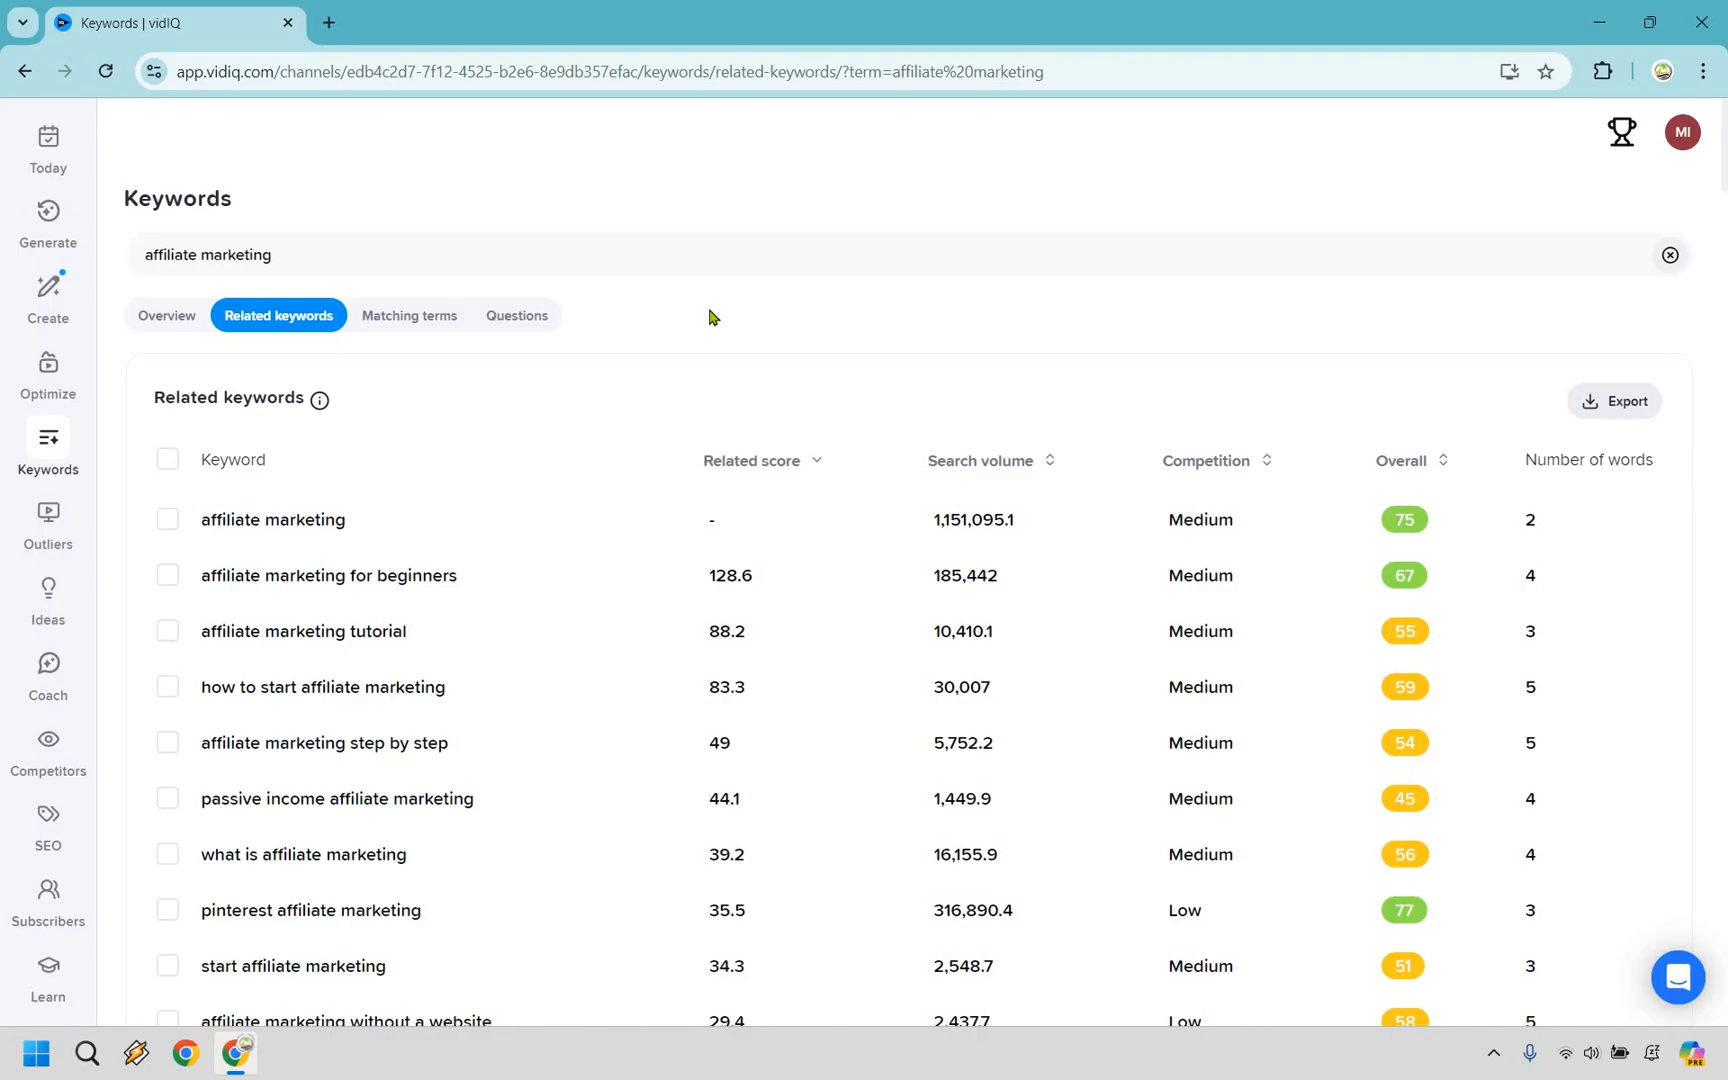 Keywords | vidIQ
app.vidiq.com/channels/edb4c2d7-7f12-4525-b2e6-8e9db357efac/keywords/related-keywords/?term=affiliate%20marketing
Today
Generate
Create
Optimize
Keywords
Outliers
Ideas
Coach
Competitors
SEO
Subscribers
Learn
MI
Keywords
affiliate marketing
Overview Related keywords Matching terms Questions
Related keywords Export
Keyword Related score Search volume Competition Overall Number of words
affiliate marketing - 1,151,095.1 Medium 75 2
affiliate marketing for beginners 128.6 185,442 Medium 67 4
affiliate marketing tutorial 88.2 10,410.1 Medium 55 3
how to start affiliate marketing 83.3 30,007 Medium 59 5
affiliate marketing step by step 49 5,752.2 Medium 54 5
passive income affiliate marketing 44.1 1,449.9 Medium 45 4
what is affiliate marketing 39.2 16,155.9 Medium 56 4
pinterest affiliate marketing 35.5 316,890.4 Low 77 3
start affiliate marketing 34.3 2,548.7 Medium 51 3
affiliate marketing without a website 29.4 2,437.7 Low 58 5
PRE